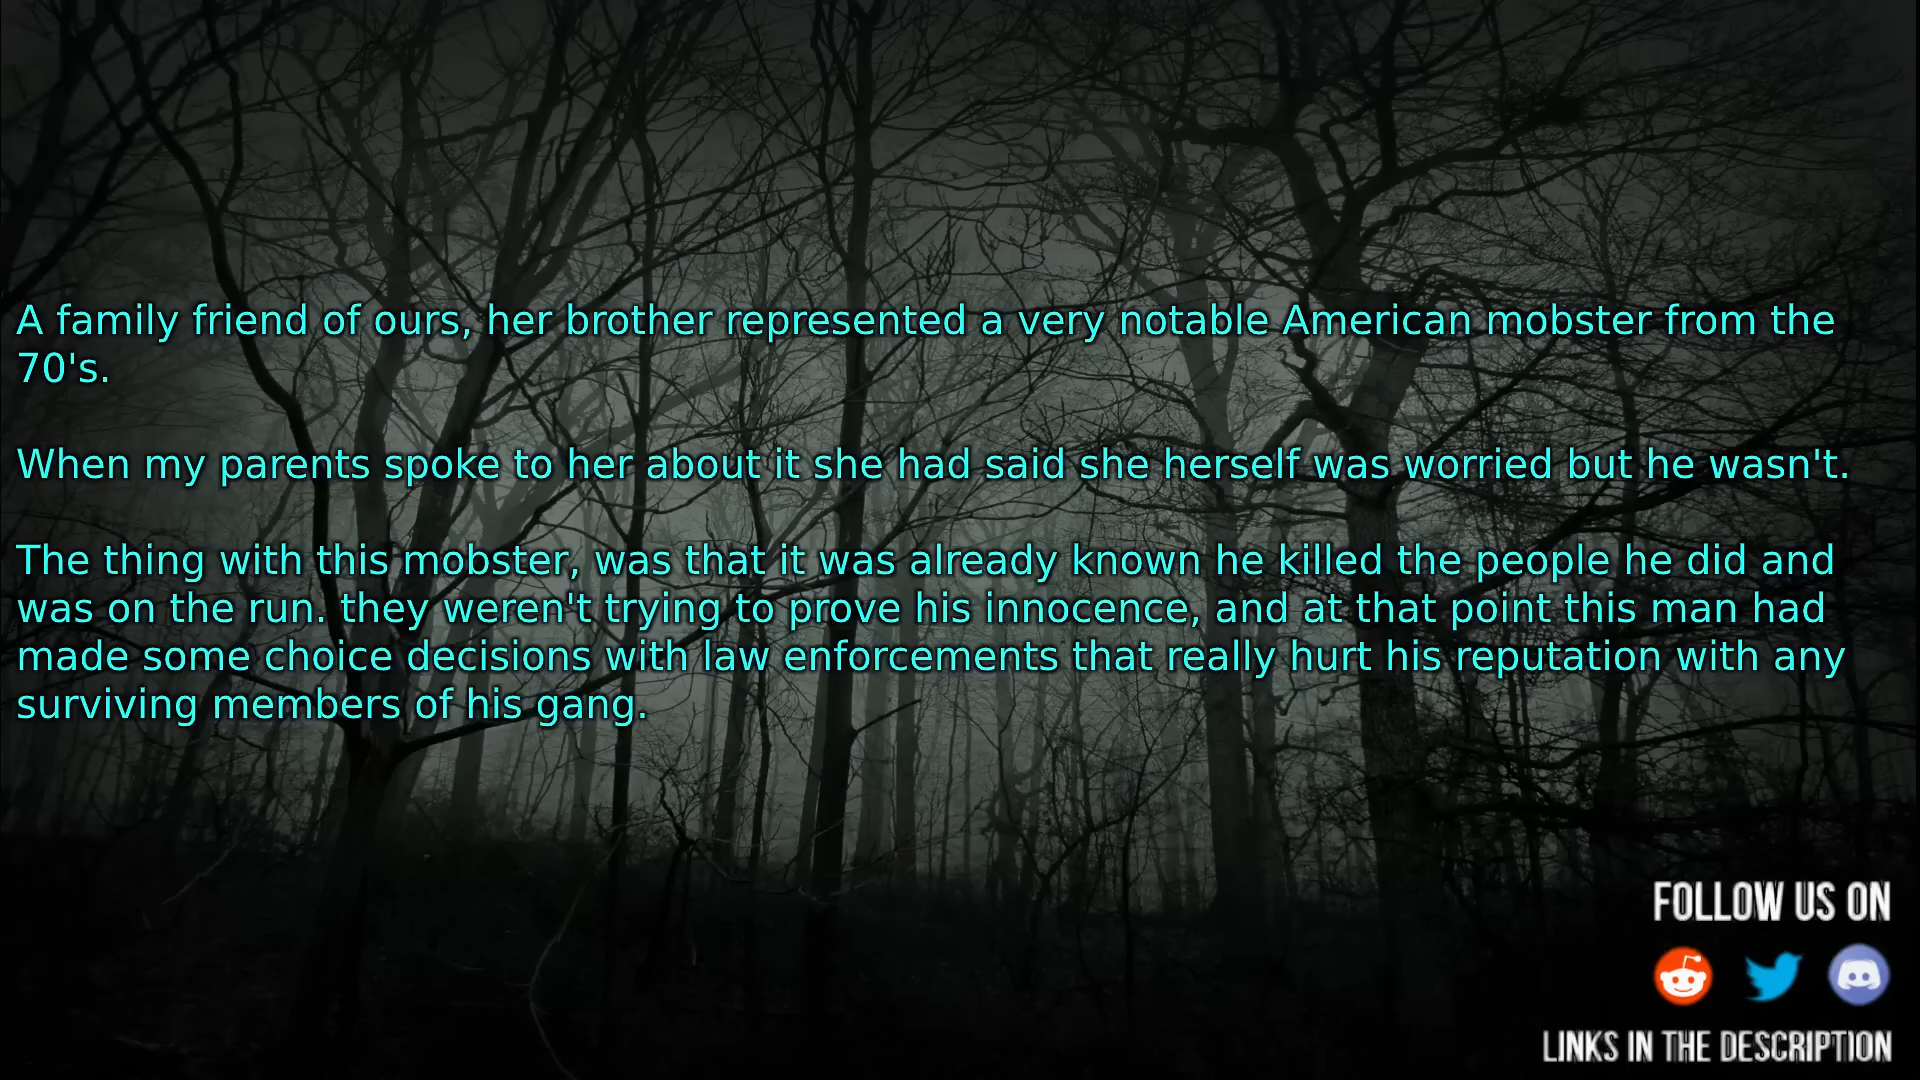 A family friend of ours, her brother represented a very notable American mobster from the
70's.
When my parents spoke to her about it she had said she herself was worried but he wasn't.
The thing with this mobster, was that it was already known he killed the people he did and
was on the run. they weren't trying to prove his innocence, and at that point this man had
made some choice decisions with law enforcements that really hurt his reputation with any
surviving members of his gang.
FOLLOW US ON
LINKS IN THE DESCRIPTION